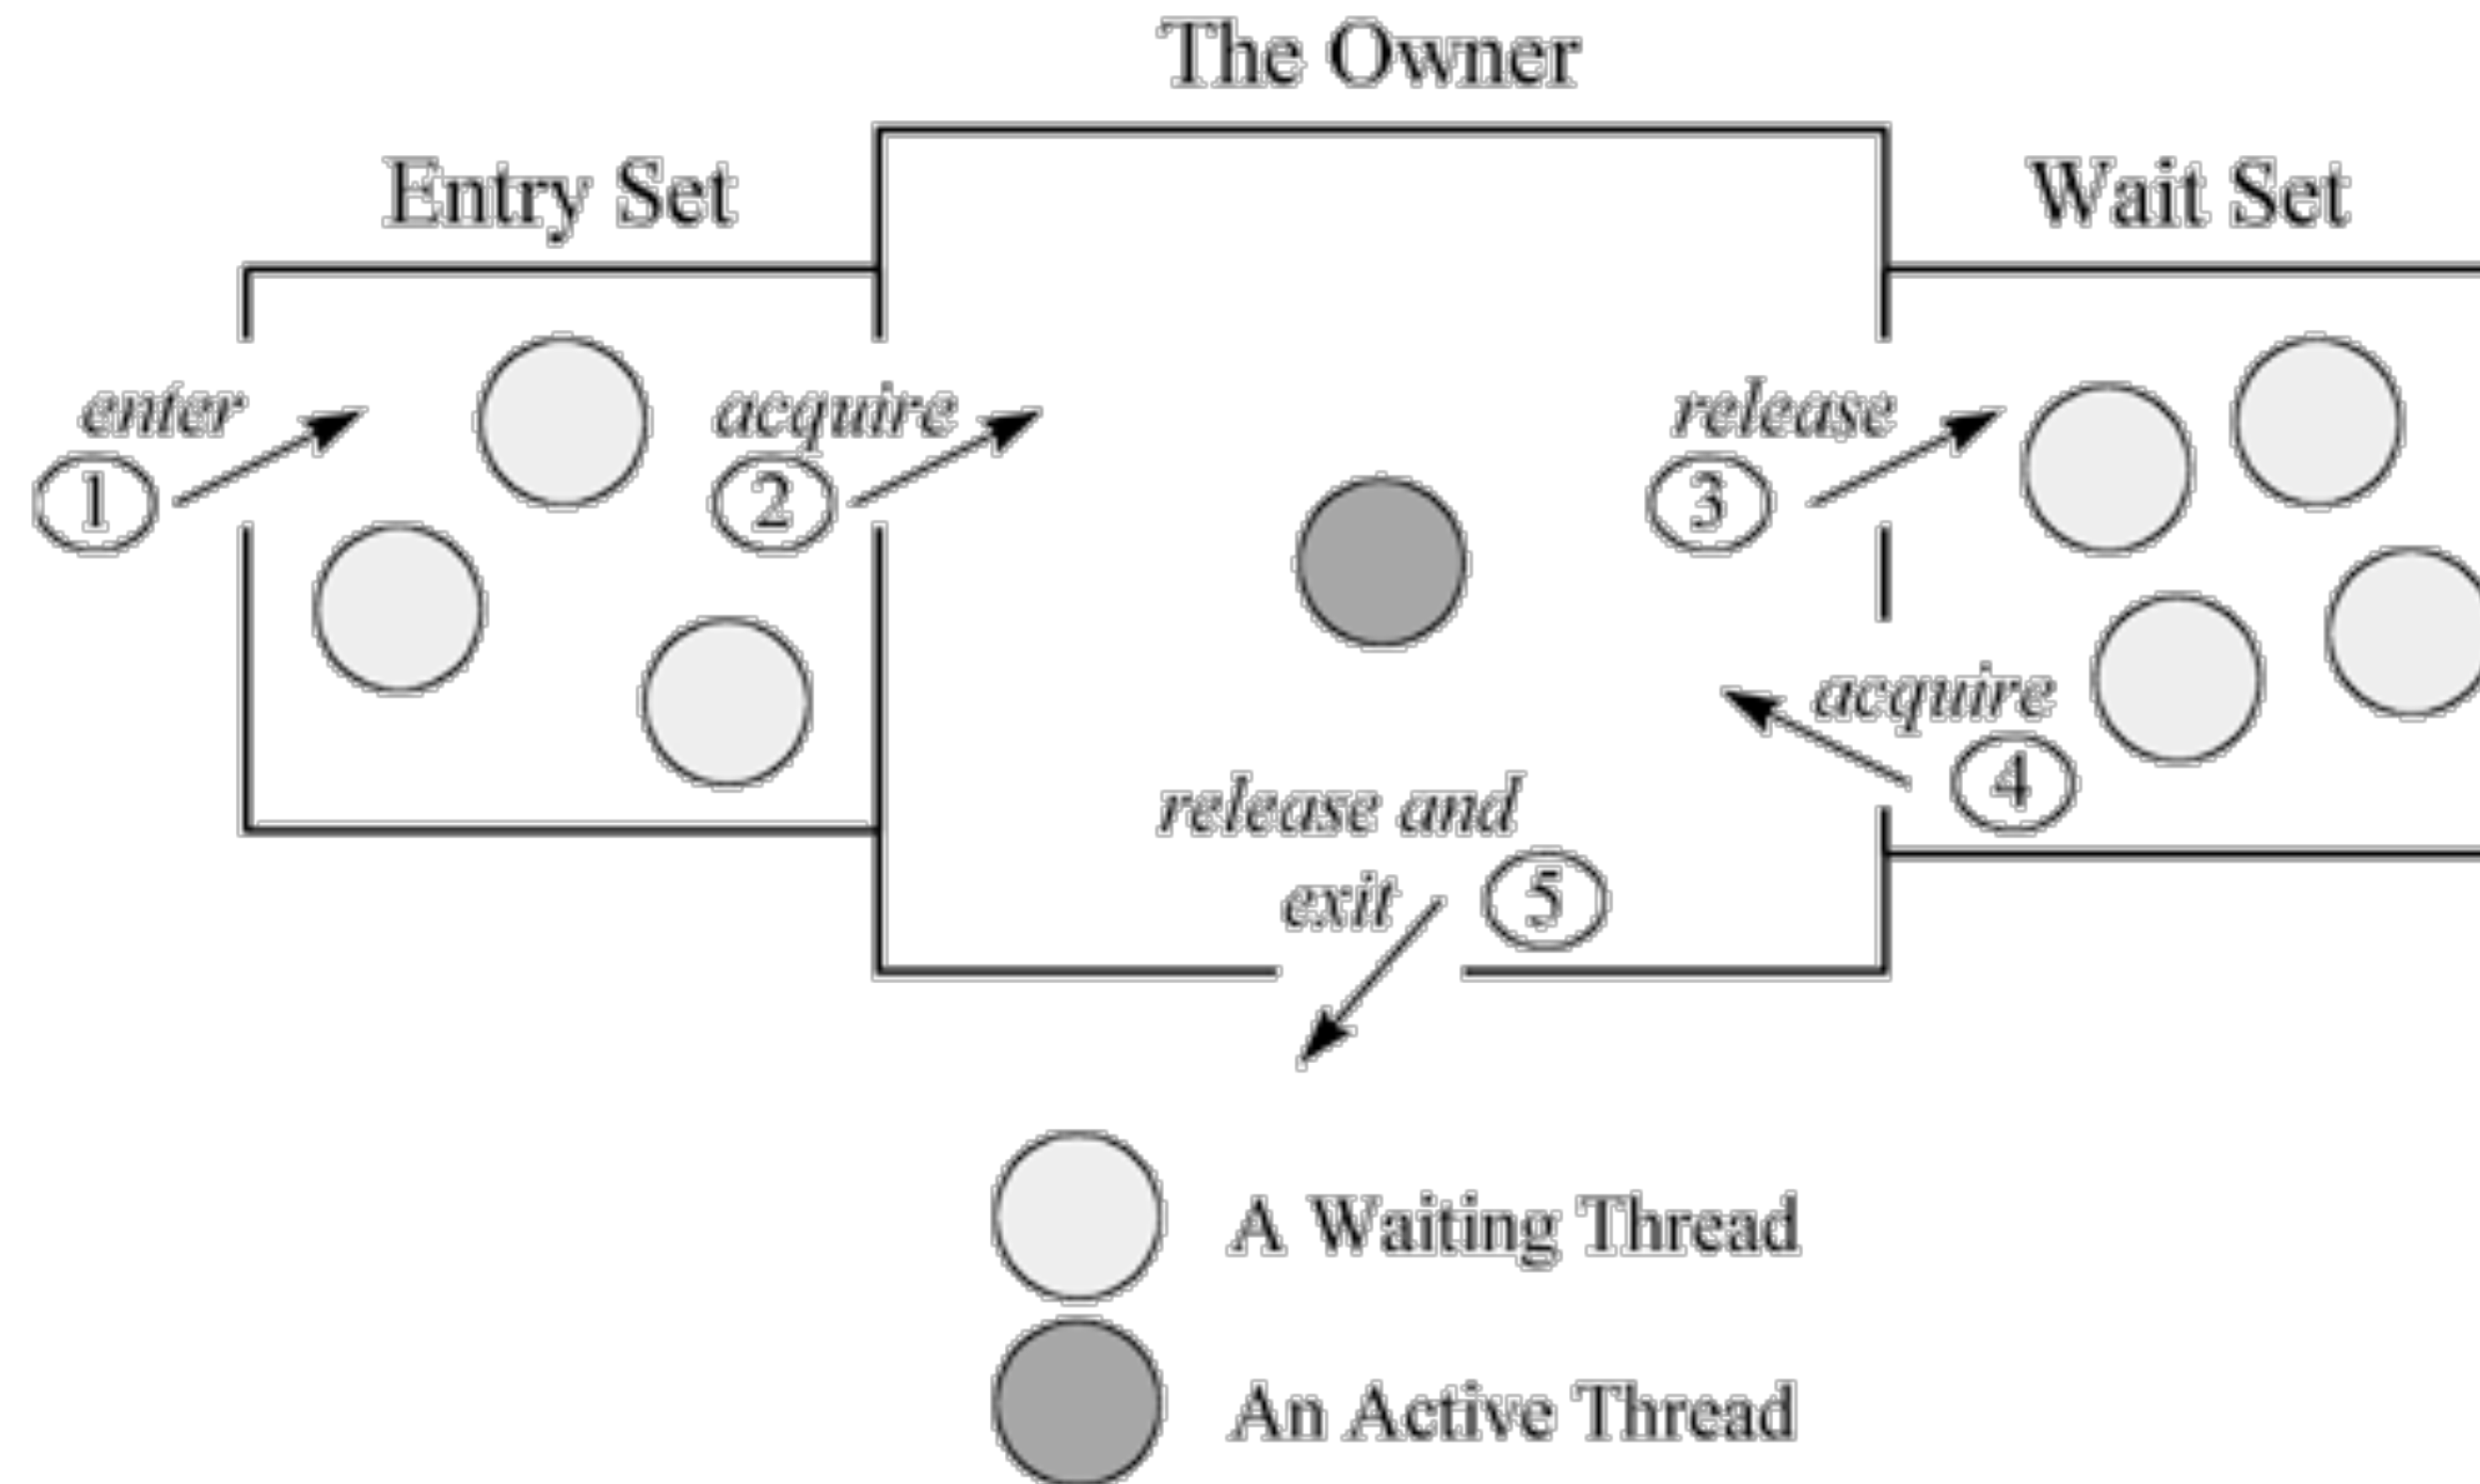 The Owner
Entry Set
Wait Set
enter
acquire
release
1
2
3
acquire
4
release and
exit
5
A Waiting Thread
An Active Thread